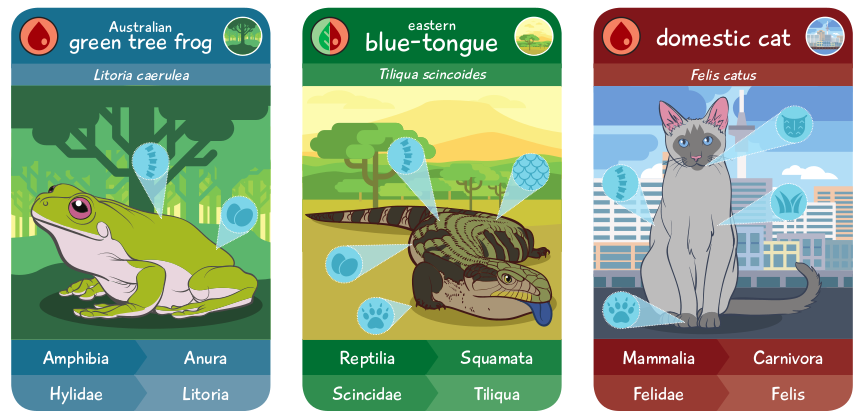 Australian
green tree frog
Litoria caerulea
Amphibia Anura
Hylidae Litoria
eastern
blue-tongue
Tiliqua scincoides
Reptilia Squamata
Scincidae Tiliqua
domestic cat
Felis catus
Mammalia Carnivora
Felidae Felis